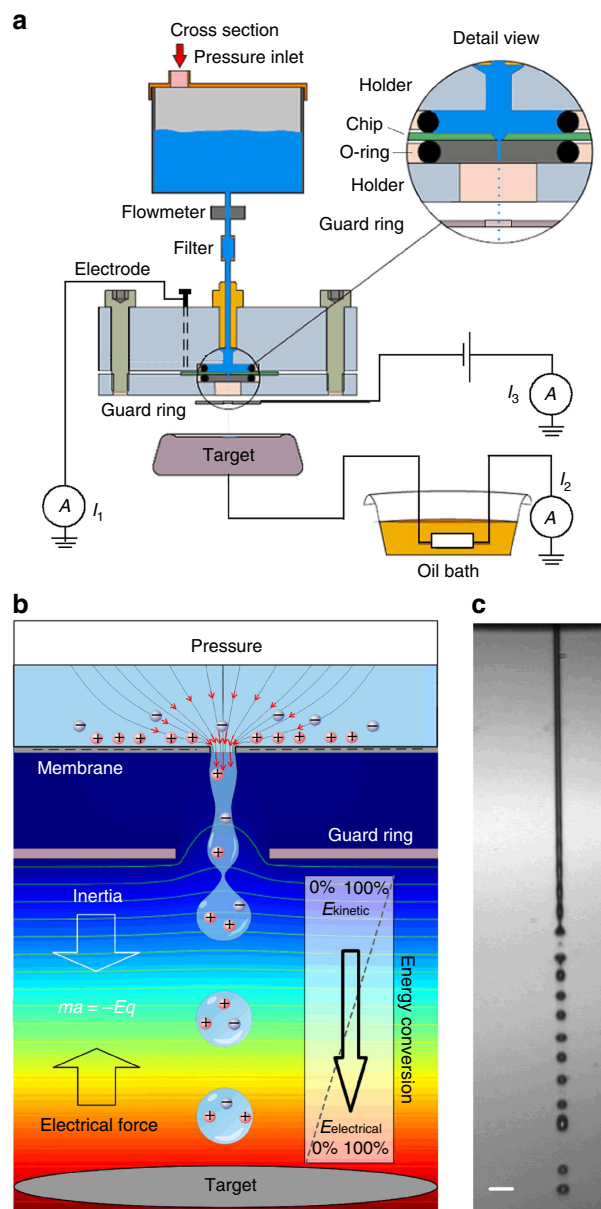 a
Cross section
Pressure inlet
Detail view
Holder
Chip
O-ring
Holder
Guard ring
Flowmeter
Filter
Electrode
Guard ring
Target
A
I1
A
I3
I2
A
Oil bath
b
Pressure
Membrane
Guard ring
Inertia
0% 100%
Ekinetic
Energy conversion
ma = –Eq
Electrical force
Eelectrical
0% 100%
Target
c